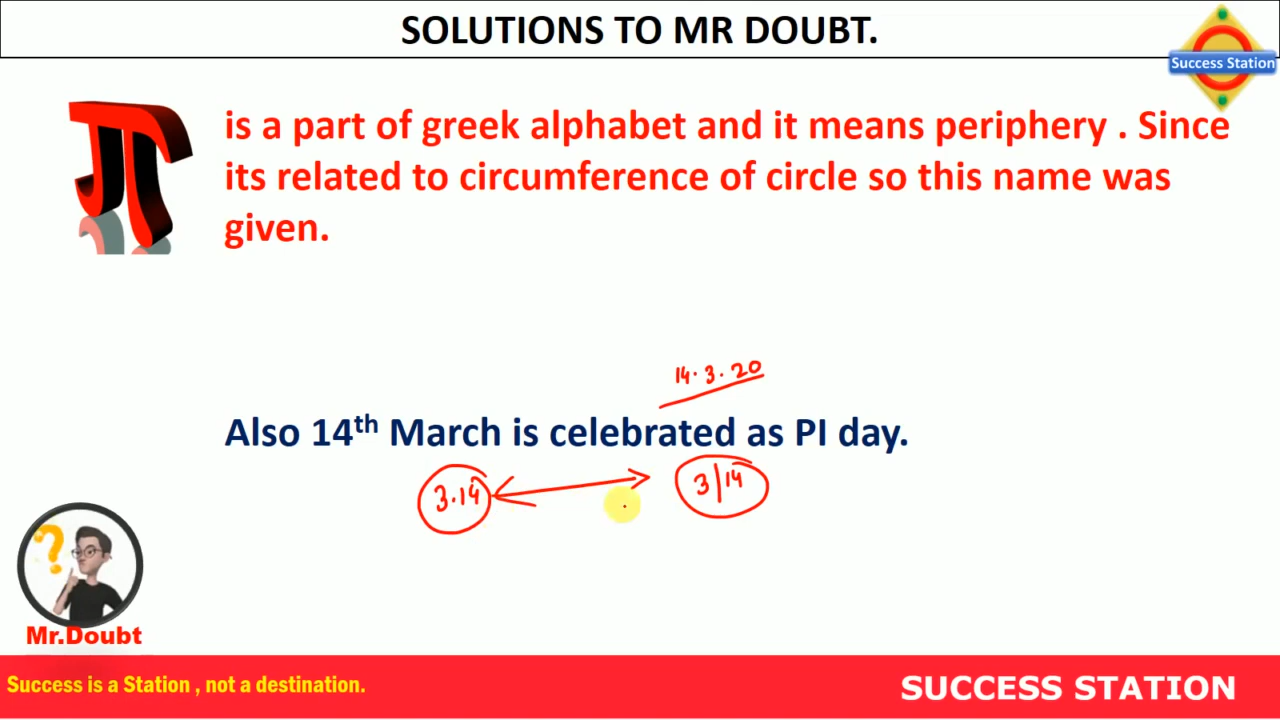 SOLUTIONS TO MR DOUBT.
Success Station
π is a part of greek alphabet and it means periphery . Since
its related to circumference of circle so this name was
given.
14.3.20
Also 14th March is celebrated as PI day.
3.14 3/14
?
Mr.Doubt
Success is a Station , not a destination.
SUCCESS STATION